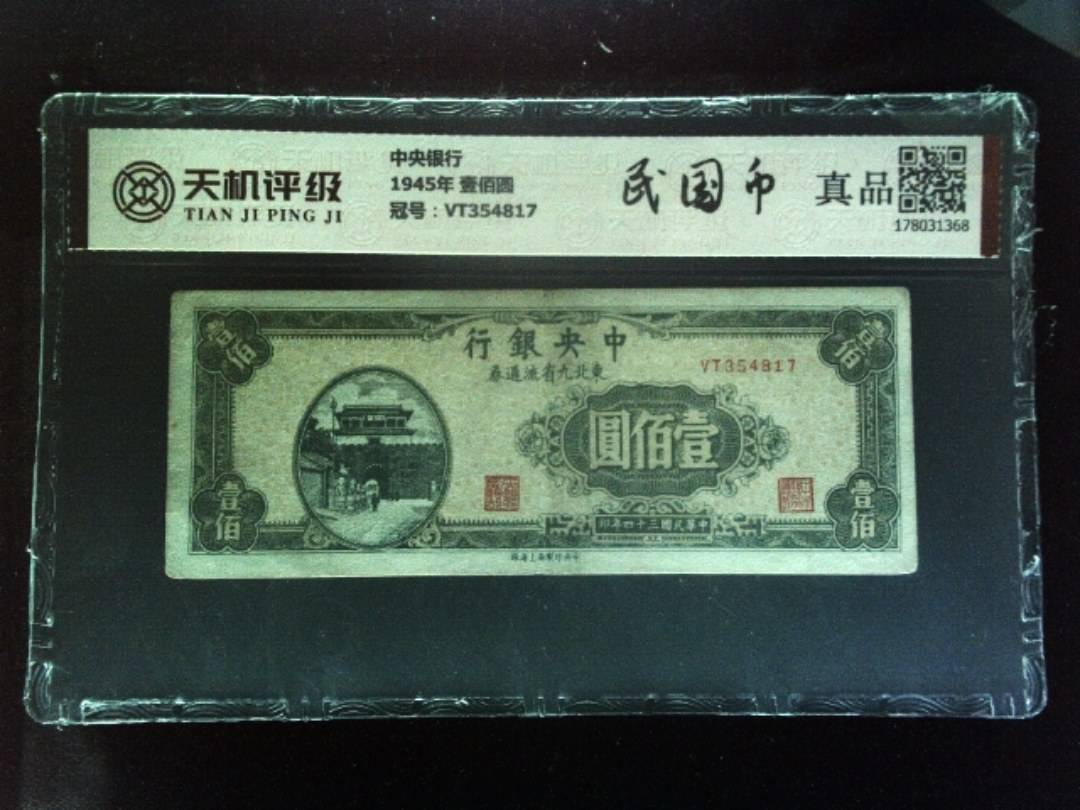 天机评级
TIAN JI PING JI
中央银行
1945年 壹佰圆
冠号：VT354817
民国币
真品
178031368
壹佰
壹佰
行銀央中
券通流省九北東
VT354817
圓佰壹
壹佰
壹佰
印年四十三國民華中